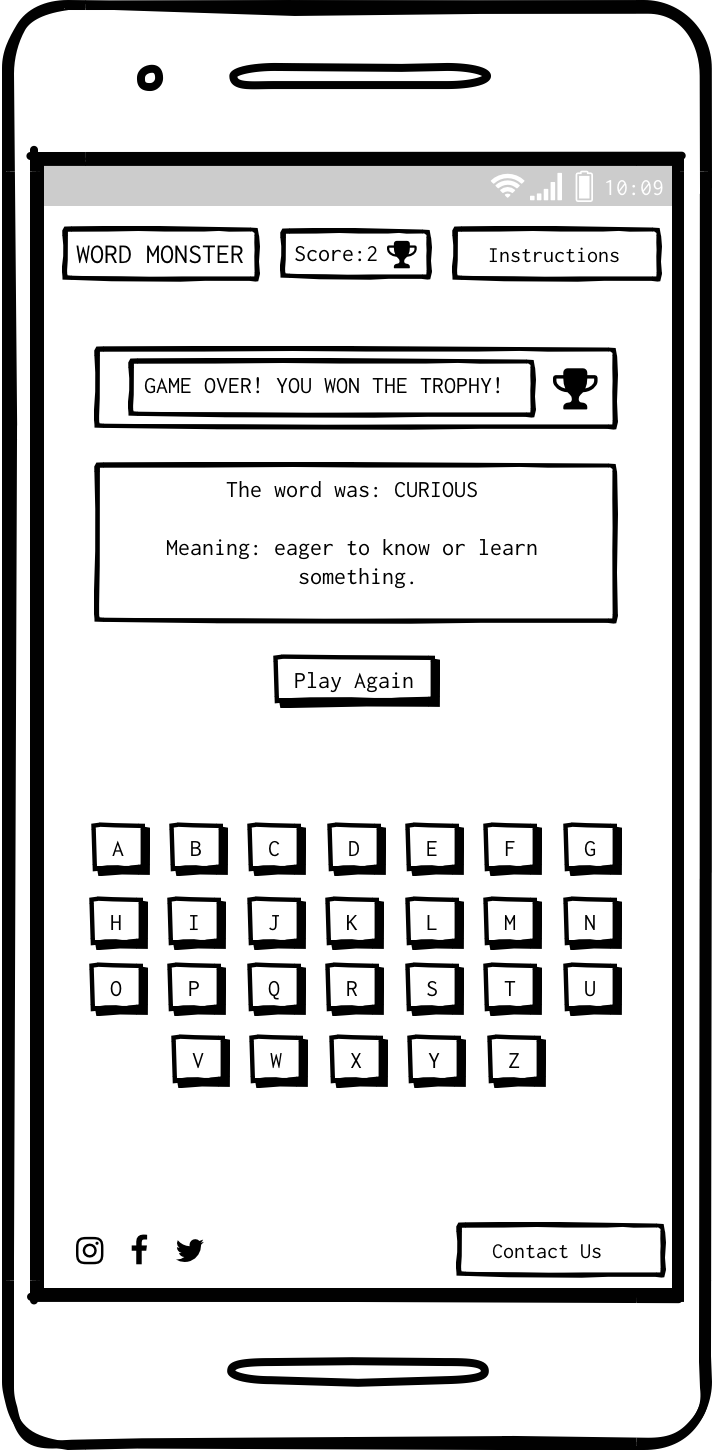 10:09
WORD MONSTER Score:2 Instructions
GAME OVER! YOU WON THE TROPHY!
The word was: CURIOUS
Meaning: eager to know or learn
something.
Play Again
A B C D E F G
H I J K L M N
O P Q R S T U
V W X Y Z
Contact Us